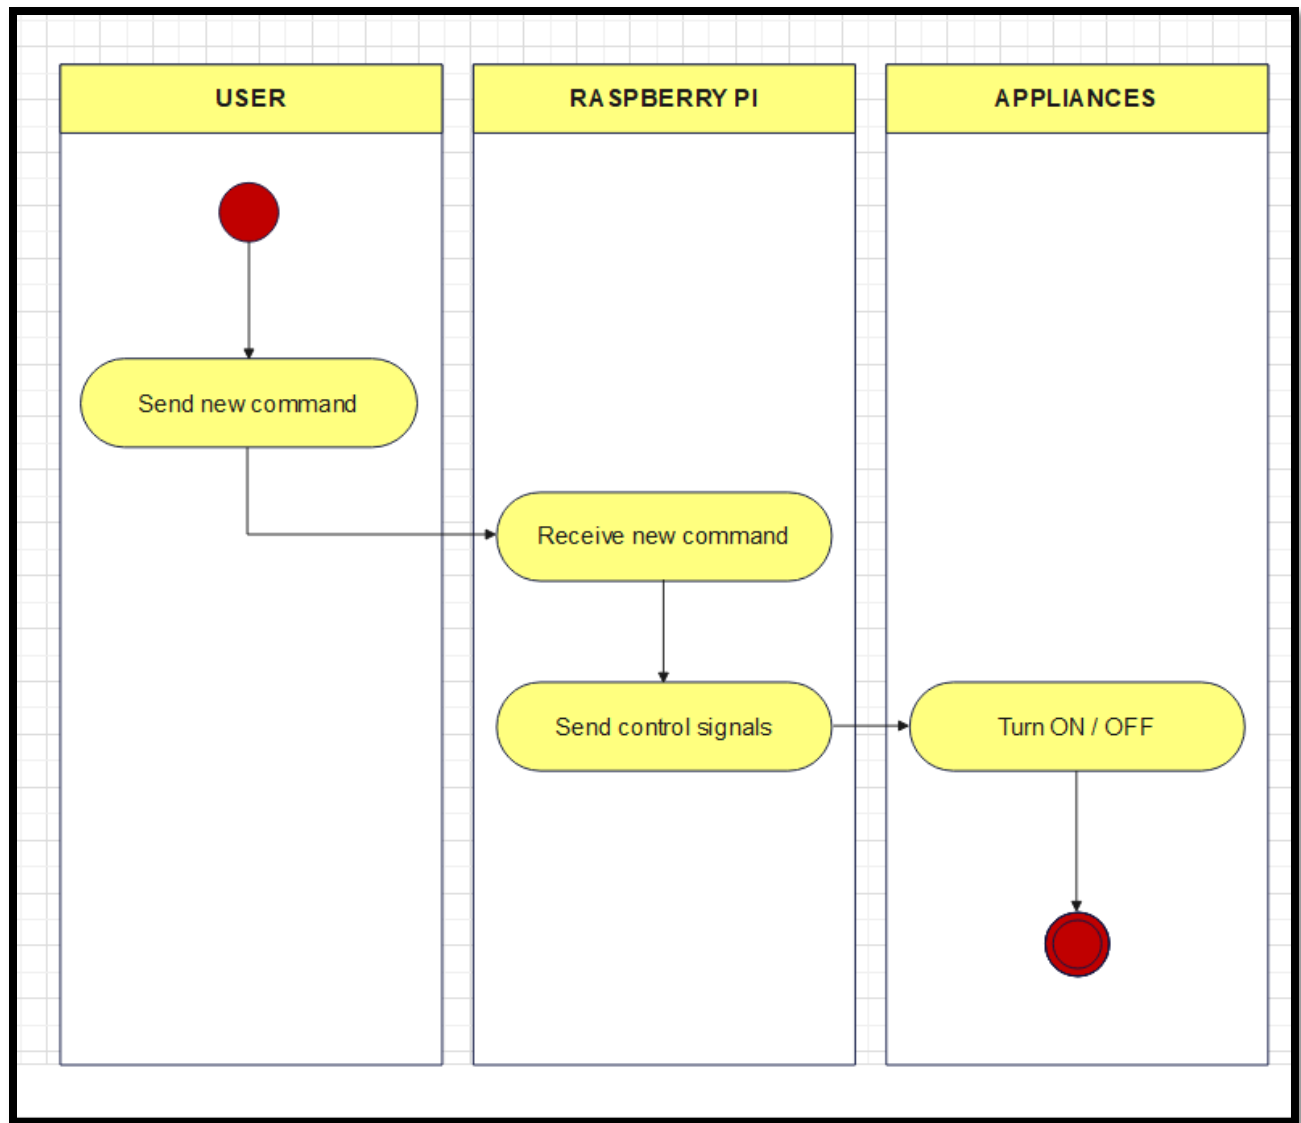 USER
RASPBERRY PI
APPLIANCES
Send new command
Receive new command
Send control signals
Turn ON / OFF